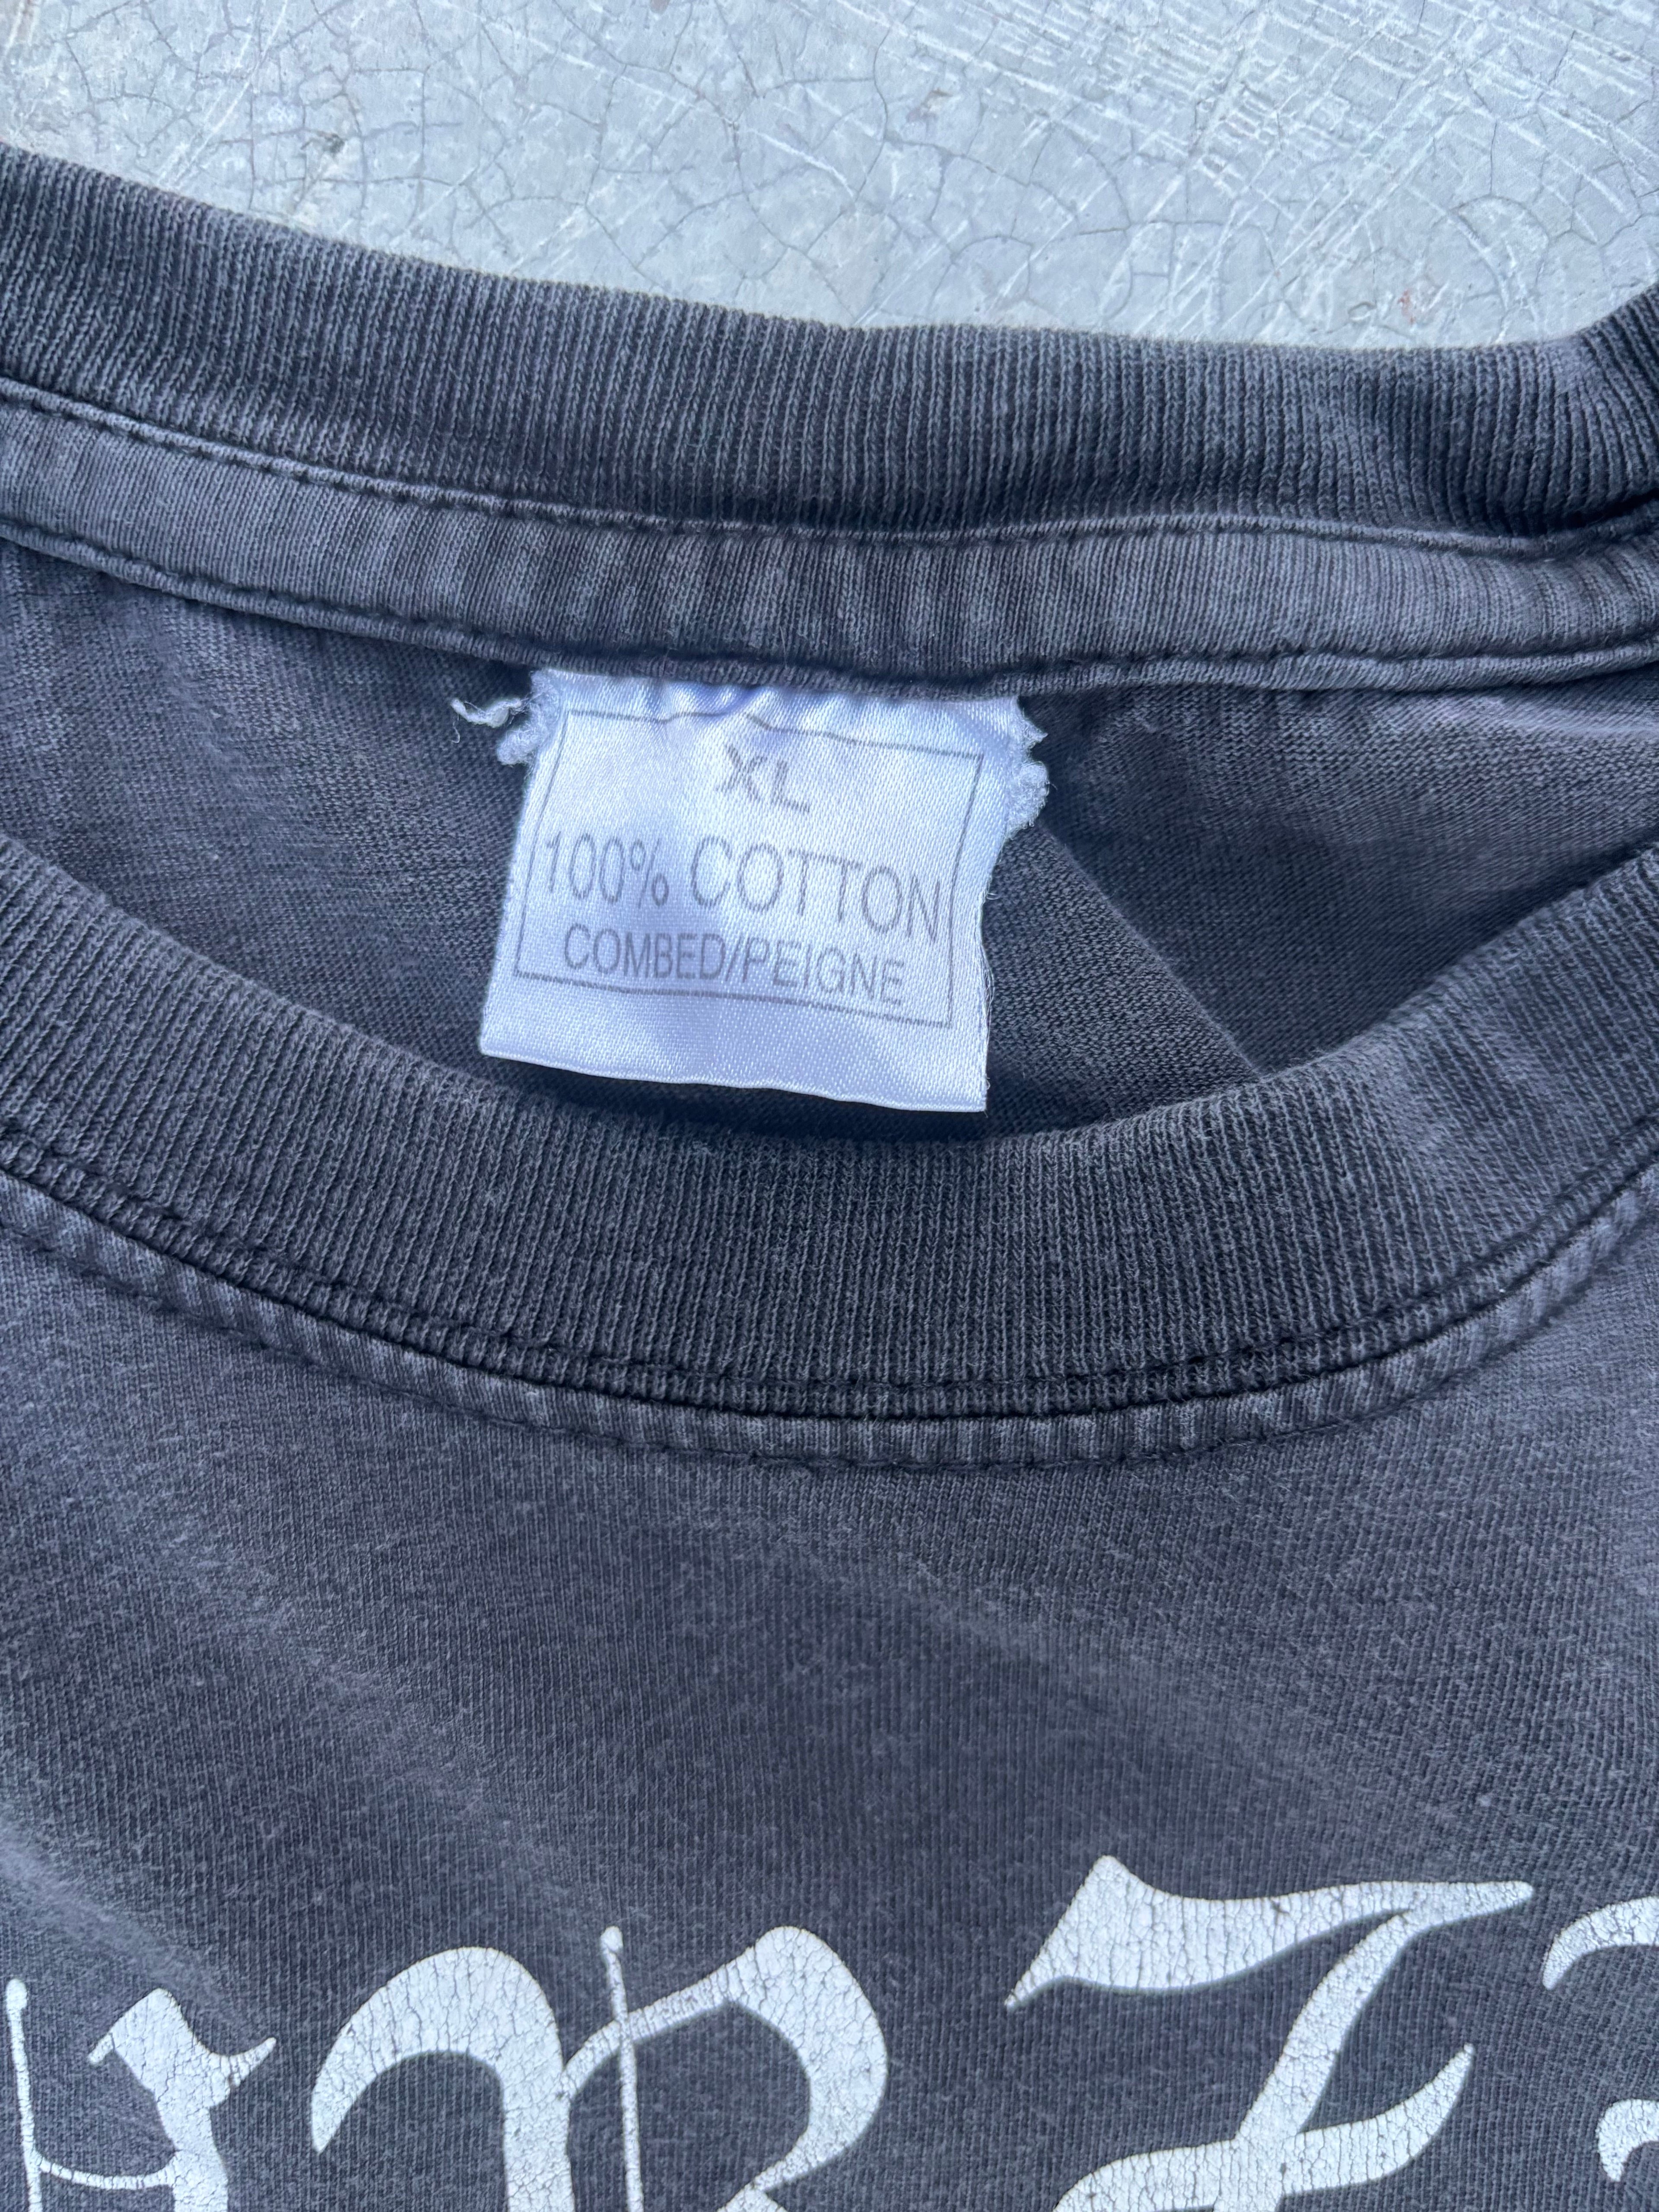 XL
100% COTTON
COMBED/PEIGNE